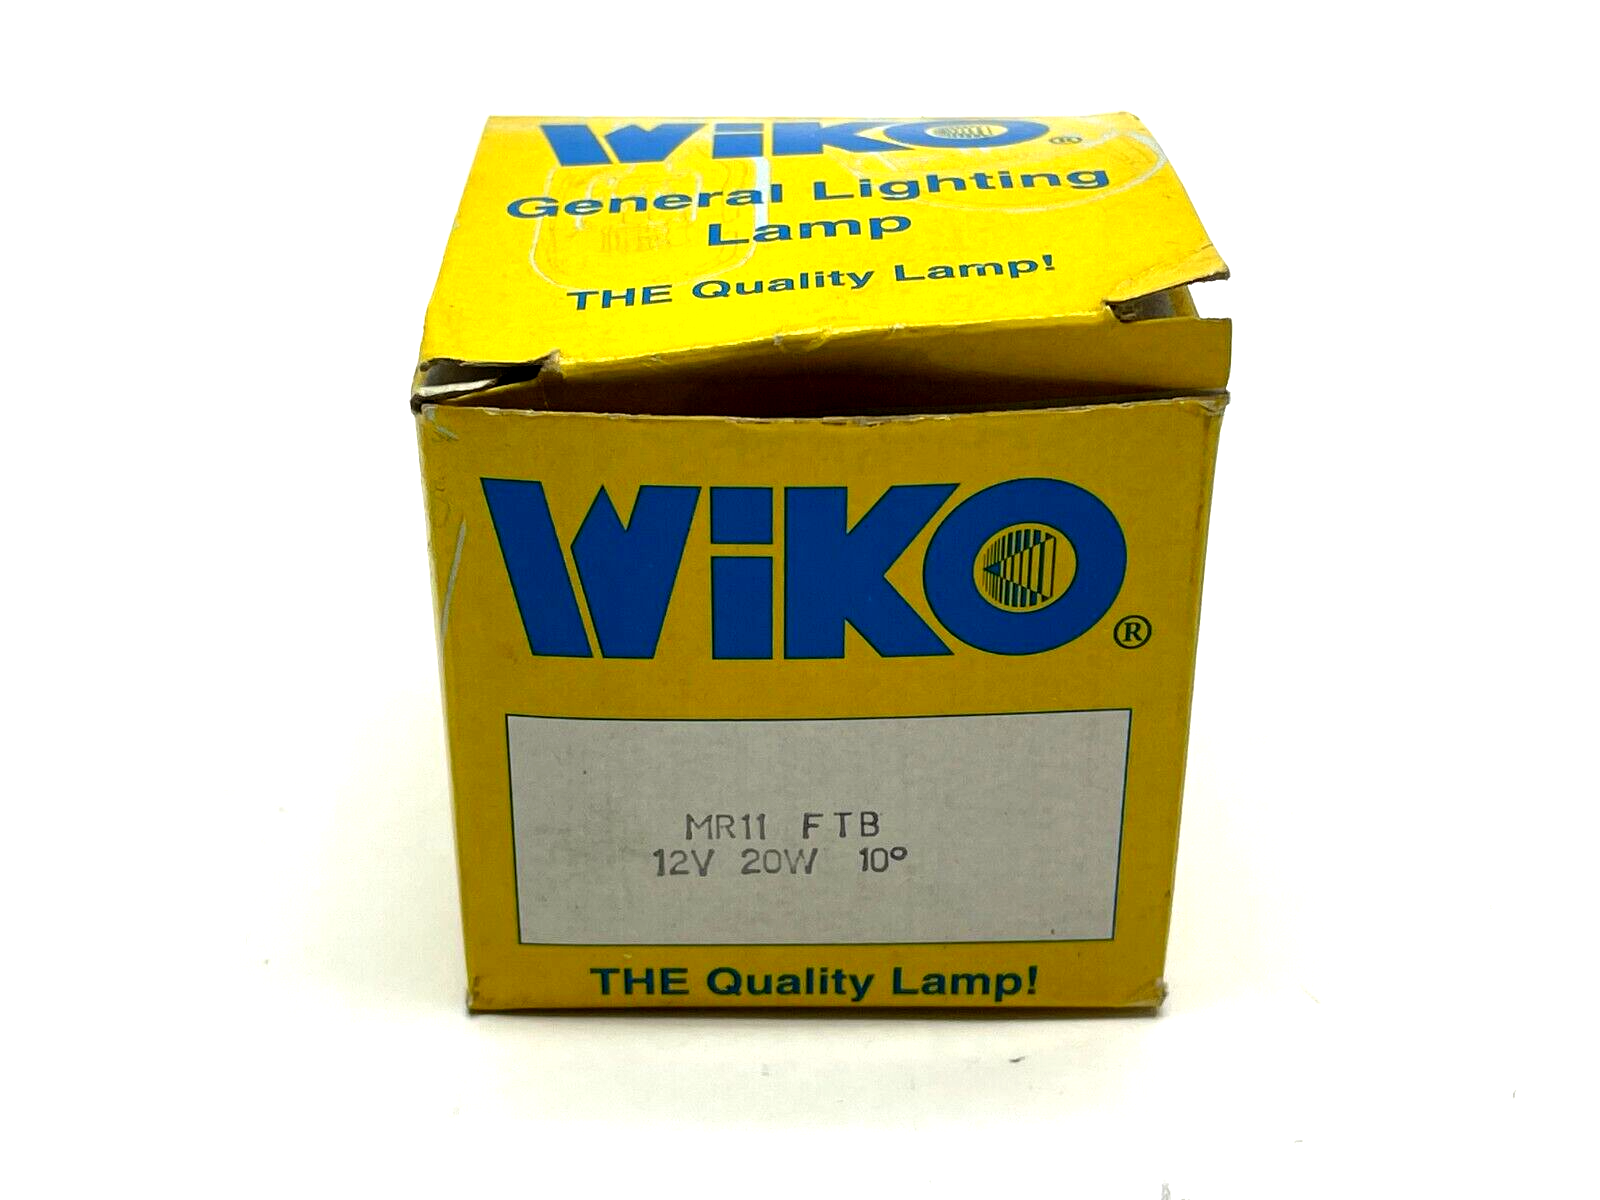 WiKO ®
General Lighting
Lamp
THE Quality Lamp!
WiKO ®
MR11 FTB
12V 20W 10°
THE Quality Lamp!